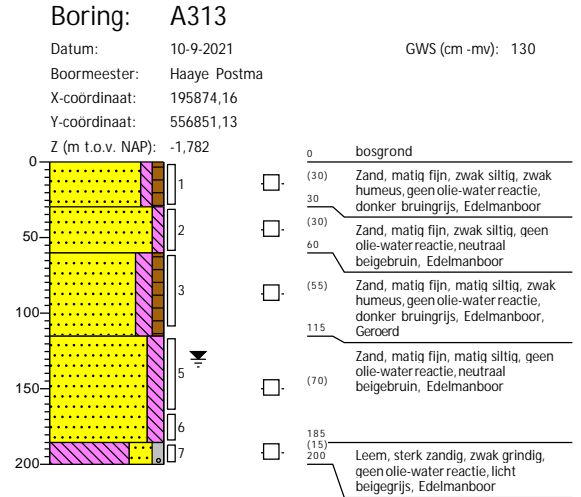 Boring: A313
Datum: 10-9-2021 GWS (cm -mv): 130
Boormeester: Haaye Postma
X-coördinaat: 195874,16
Y-coördinaat: 556851,13
Z (m t.o.v. NAP): -1,782
0
50
100
150
200
1
2
3
5
6
7
0 bosgrond
(30) Zand, matig fijn, zwak siltig, zwak
humeus, geen olie-water reactie,
30 donker bruingrijs, Edelmanboor
(30) Zand, matig fijn, zwak siltig, geen
olie-water reactie, neutraal
60 beigebruin, Edelmanboor
(55) Zand, matig fijn, matig siltig, zwak
humeus, geen olie-water reactie,
donker bruingrijs, Edelmanboor,
115 Geroerd
Zand, matig fijn, matig siltig, geen
olie-water reactie, neutraal
(70) beigebruin, Edelmanboor
185
(15)
200 Leem, sterk zandig, zwak grindig,
geen olie-water reactie, licht
beigegrijs, Edelmanboor